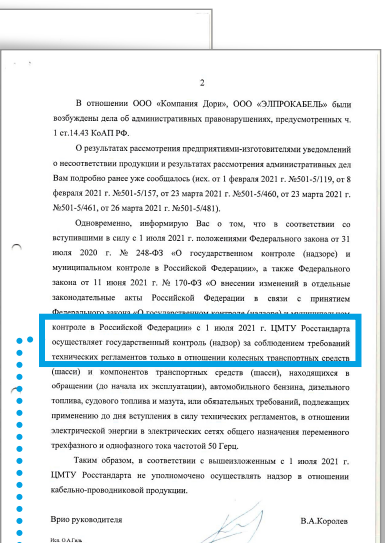 2
В отношении ООО «Компания Дори», ООО «ЭЛПРОКАБЕЛЬ» были
возбуждены дела об административных правонарушениях, предусмотренных ч.
1 ст.14.43 КоАП РФ.
О результатах рассмотрения предприятиями-изготовителями уведомлений
о несоответствии продукции и результатах рассмотрения административных дел
Вам подробно ранее уже сообщалось (исх. от 1 февраля 2021 г. №501-5/119, от 8
февраля 2021 г. №501-5/157, от 23 марта 2021 г. №501-5/460, от 23 марта 2021 г.
№501-5/461, от 26 марта 2021 г. №501-5/481).
Одновременно, информирую Вас о том, что в соответствии со
вступившими в силу с 1 июля 2021 г. положениями Федерального закона от 31
июля 2020 г. № 248-ФЗ «О государственном контроле (надзоре) и
муниципальном контроле в Российской Федерации», а также Федерального
закона от 11 июня 2021 г. № 170-ФЗ «О внесении изменений в отдельные
законодательные акты Российской Федерации в связи с принятием
Федерального закона «О государственном контроле (надзоре) и муниципальном
контроле в Российской Федерации» с 1 июля 2021 г. ЦМТУ Росстандарта
осуществляет государственный контроль (надзор) за соблюдением требований
технических регламентов только в отношении колесных транспортных средств
(шасси) и компонентов транспортных средств (шасси), находящихся в
обращении (до начала их эксплуатации), автомобильного бензина, дизельного
топлива, судового топлива и мазута, или обязательных требований, подлежащих
применению до дня вступления в силу технических регламентов, в отношении
электрической энергии в электрических сетях общего назначения переменного
трехфазного и однофазного тока частотой 50 Герц.
Таким образом, в соответствии с вышеизложенным с 1 июля 2021 г.
ЦМТУ Росстандарта не уполномочено осуществлять надзор в отношении
кабельно-проводниковой продукции.
Врио руководителя В.А.Королев
Исп. О.А.Галь